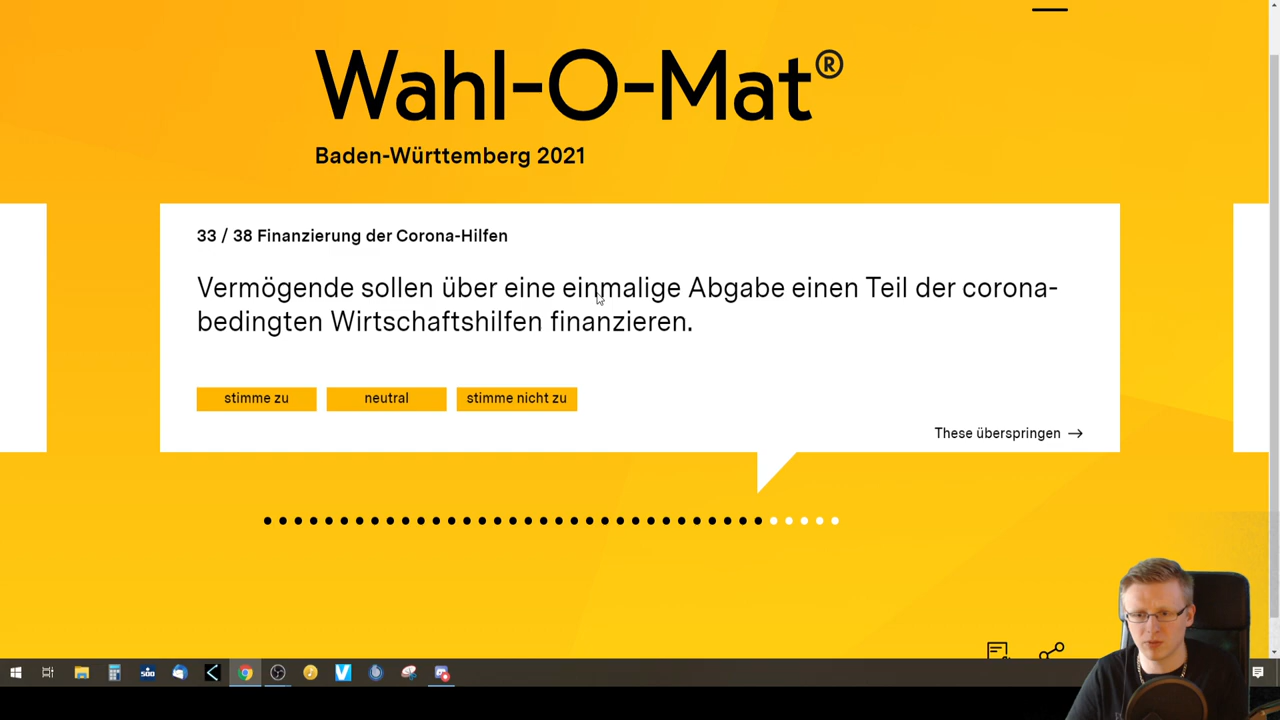 Wahl-O-Mat®
Baden-Württemberg 2021
33 / 38 Finanzierung der Corona-Hilfen
Vermögende sollen über eine einmalige Abgabe einen Teil der corona-
bedingten Wirtschaftshilfen finanzieren.
stimme zu
neutral
stimme nicht zu
These überspringen →
500